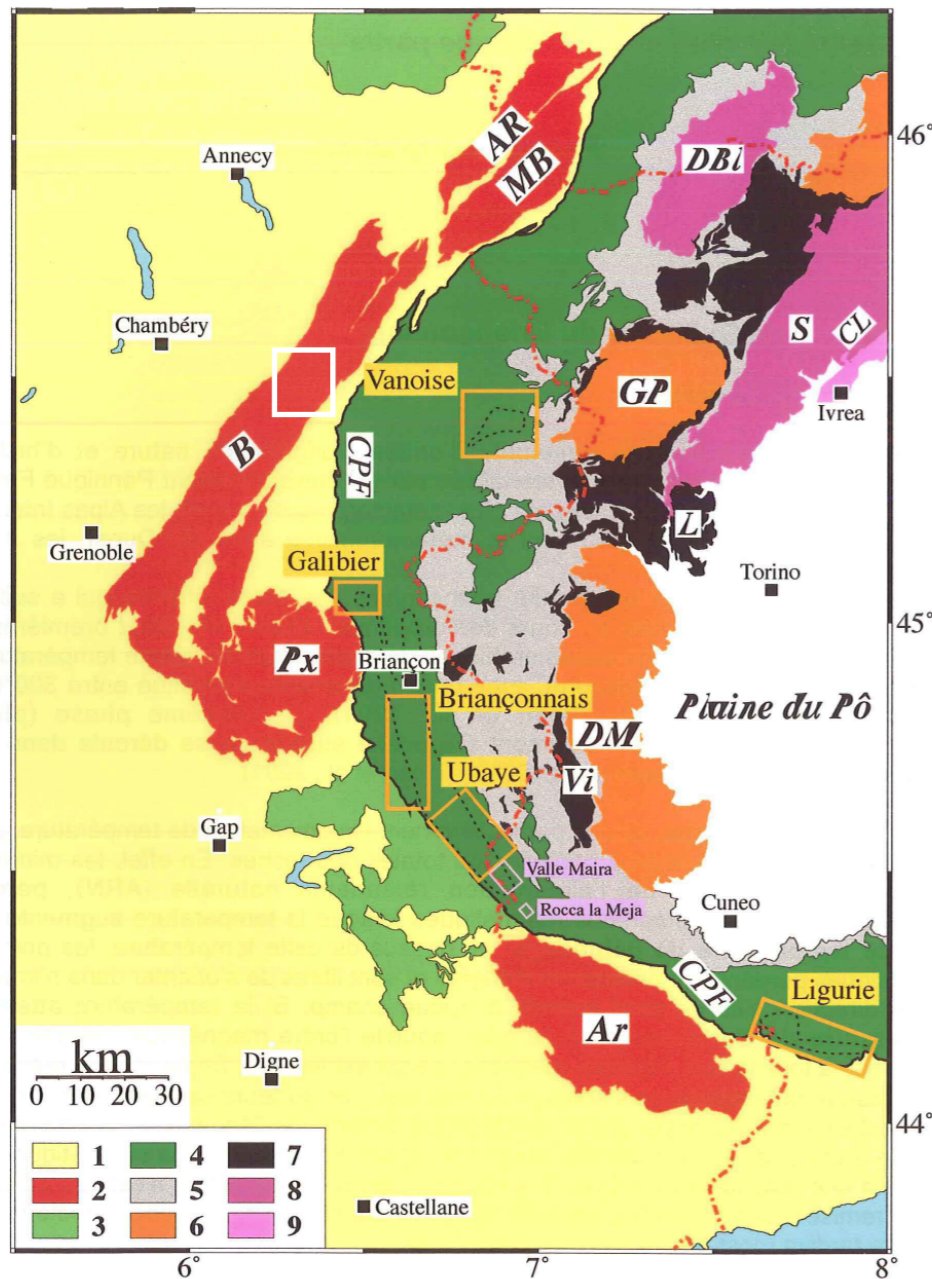 Annecy
AR
MB
DBl
46°
Chambéry
Vanoise
GP
S
CL
Ivrea
B
CPF
Grenoble
Galibier
L
Torino
45°
Px
Briançon
Briançonnais
DM
Plaine du Pô
Ubaye
Vi
Gap
Valle Maira
Rocca la Meja
Cuneo
CPF
Ligurie
Ar
km
0 10 20 30
Digne
44°
1 4 7
2 5 8
3 6 9
Castellane
6° 7° 8°